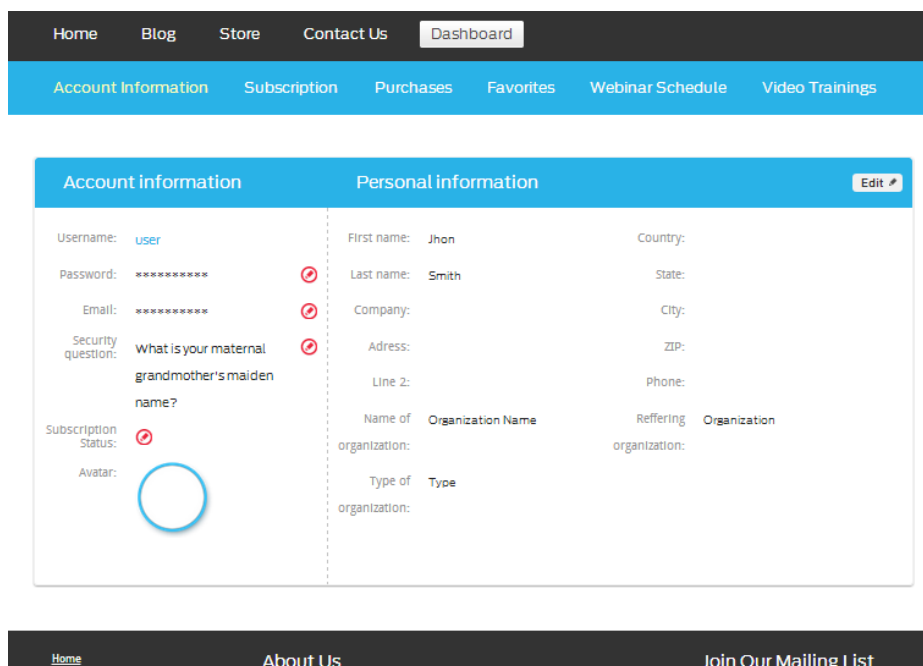 Home Blog Store Contact Us Dashboard
Account Information Subscription Purchases Favorites Webinar Schedule Video Trainings
Account information Personal information Edit
Username: user First name: Jhon Country:
Password: ********** Last name: Smith State:
Email: ********** Company: City:
Security
question: What is your maternal
grandmother's maiden
name?
Adress: ZIP:
Line 2: Phone:
Name of
organization: Organization Name
Reffering
organization: Organization
Subscription
Status:
Avatar:
Type of
organization: Type
Home About Us Join Our Mailing List